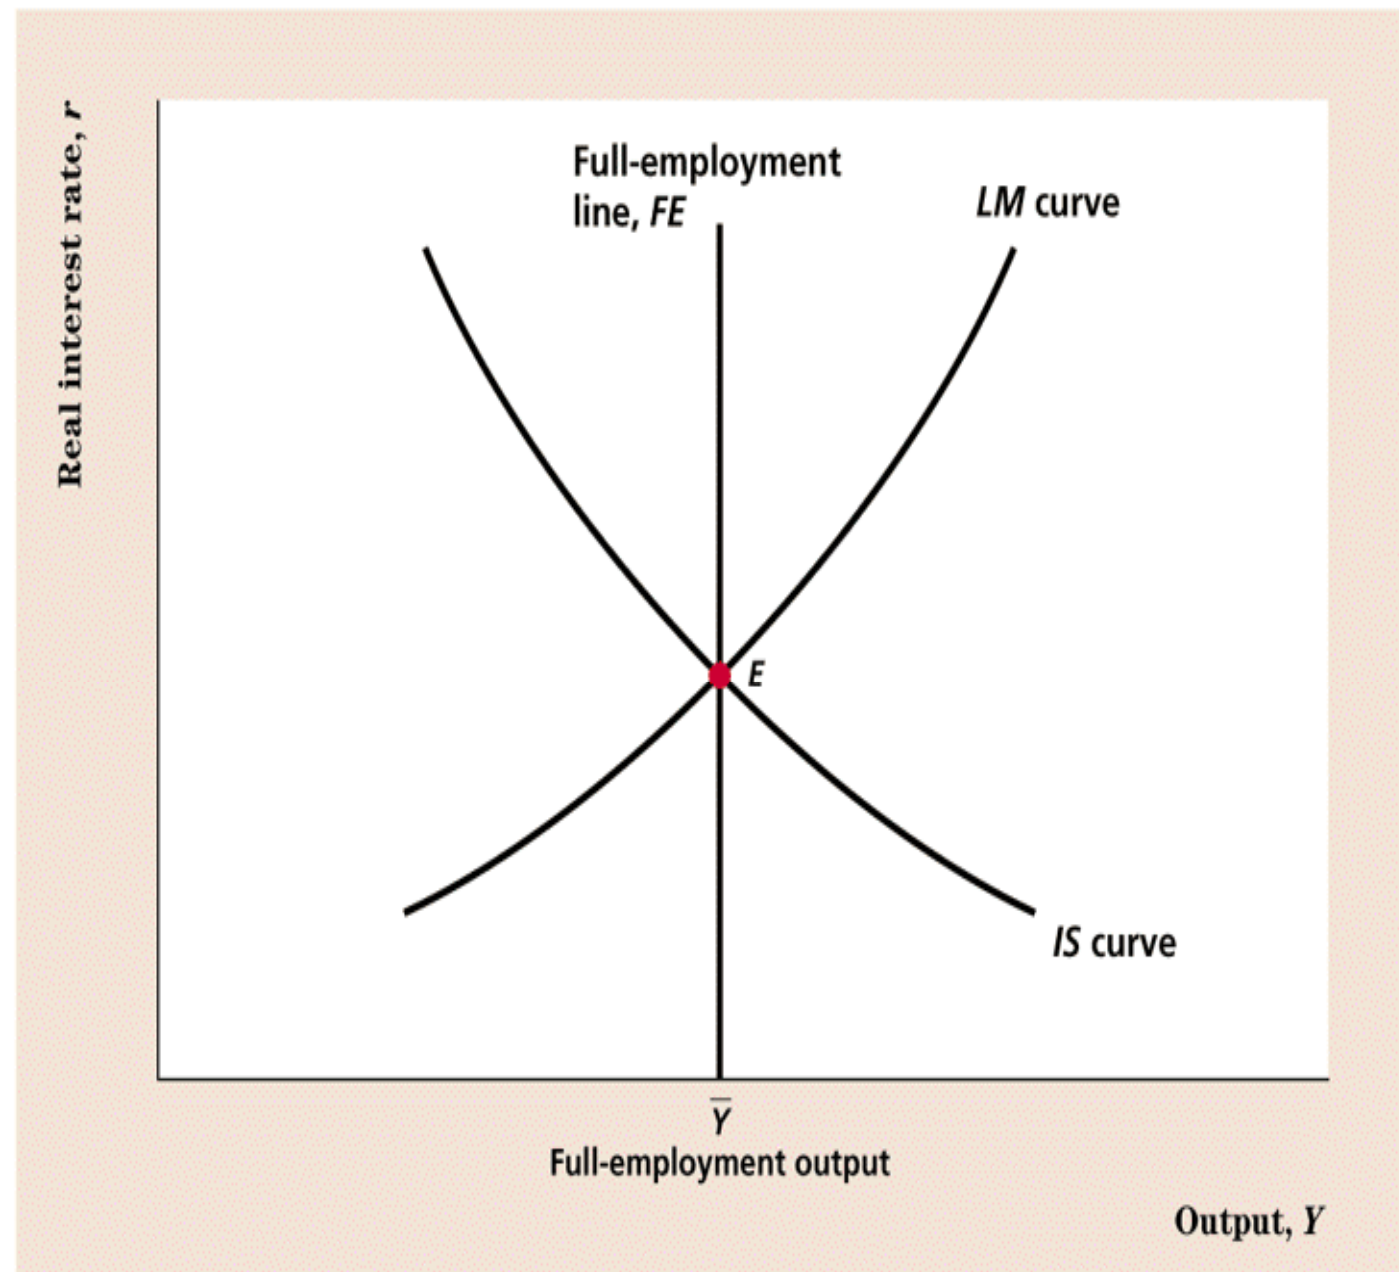 Real interest rate, r
Full-employment
line, FE
LM curve
E
IS curve
Y̅
Full-employment output
Output, Y